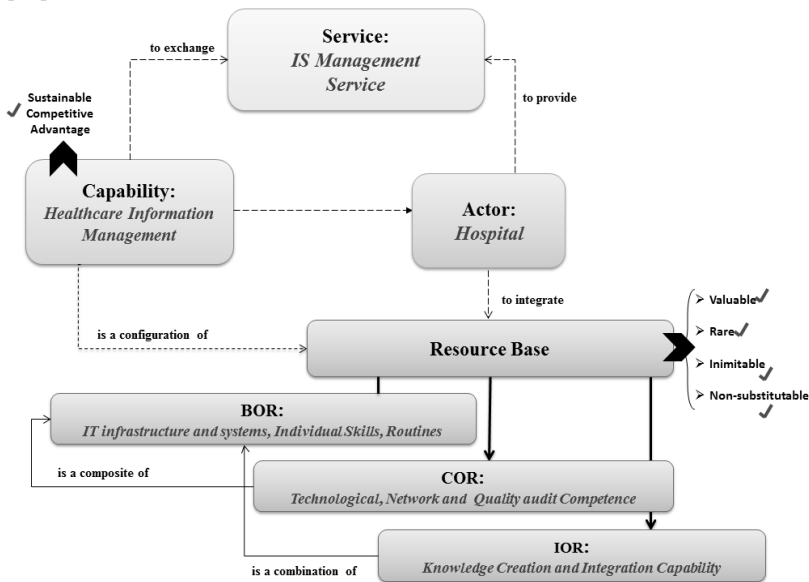 Service:
IS Management
Service
to exchange
to provide
Sustainable
Competitive
Advantage
Capability:
Healthcare Information
Management
Actor:
Hospital
to integrate
is a configuration of
Resource Base
Valuable
Rare
Inimitable
Non-substitutable
BOR:
IT infrastructure and systems, Individual Skills, Routines
is a composite of
COR:
Technological, Network and Quality audit Competence
IOR:
Knowledge Creation and Integration Capability
is a combination of